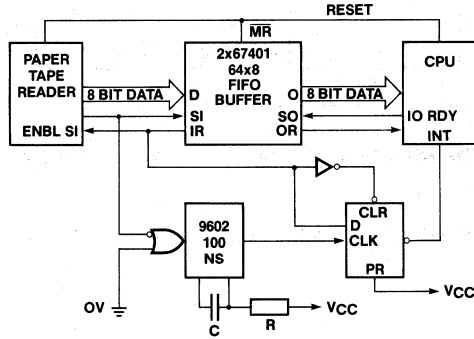 RESET
MR
PAPER
TAPE
READER
ENBL SI
8 BIT DATA
2x67401
64x8
FIFO
BUFFER
D
SI
IR
O
SO
OR
8 BIT DATA
CPU
IO RDY
INT
9602
100
NS
CLR
D
CLK
PR
VCC
OV
C
R
VCC